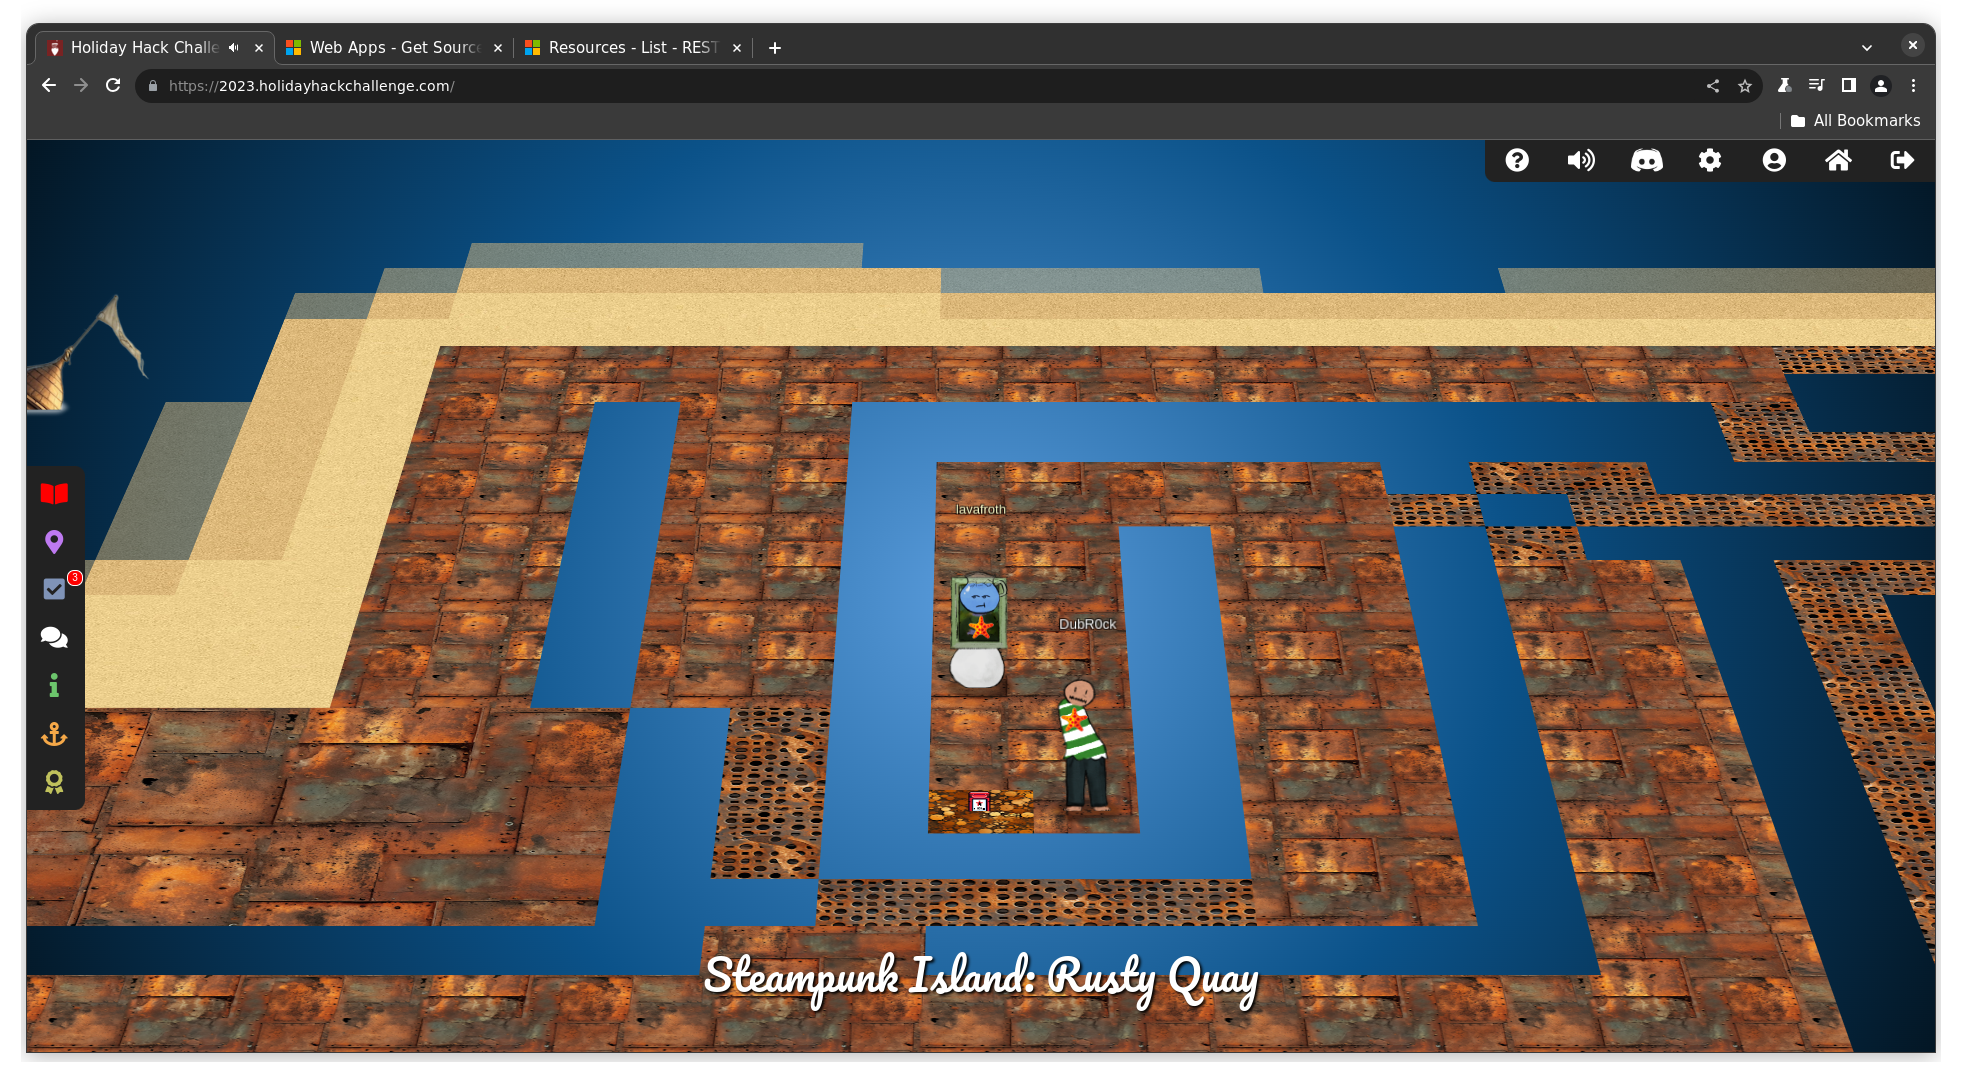 Holiday Hack Challe
Web Apps - Get Source
Resources - List - REST
https://2023.holidayhackchallenge.com/
All Bookmarks
3
lavafroth
DubR0ck
Steampunk Island: Rusty Quay